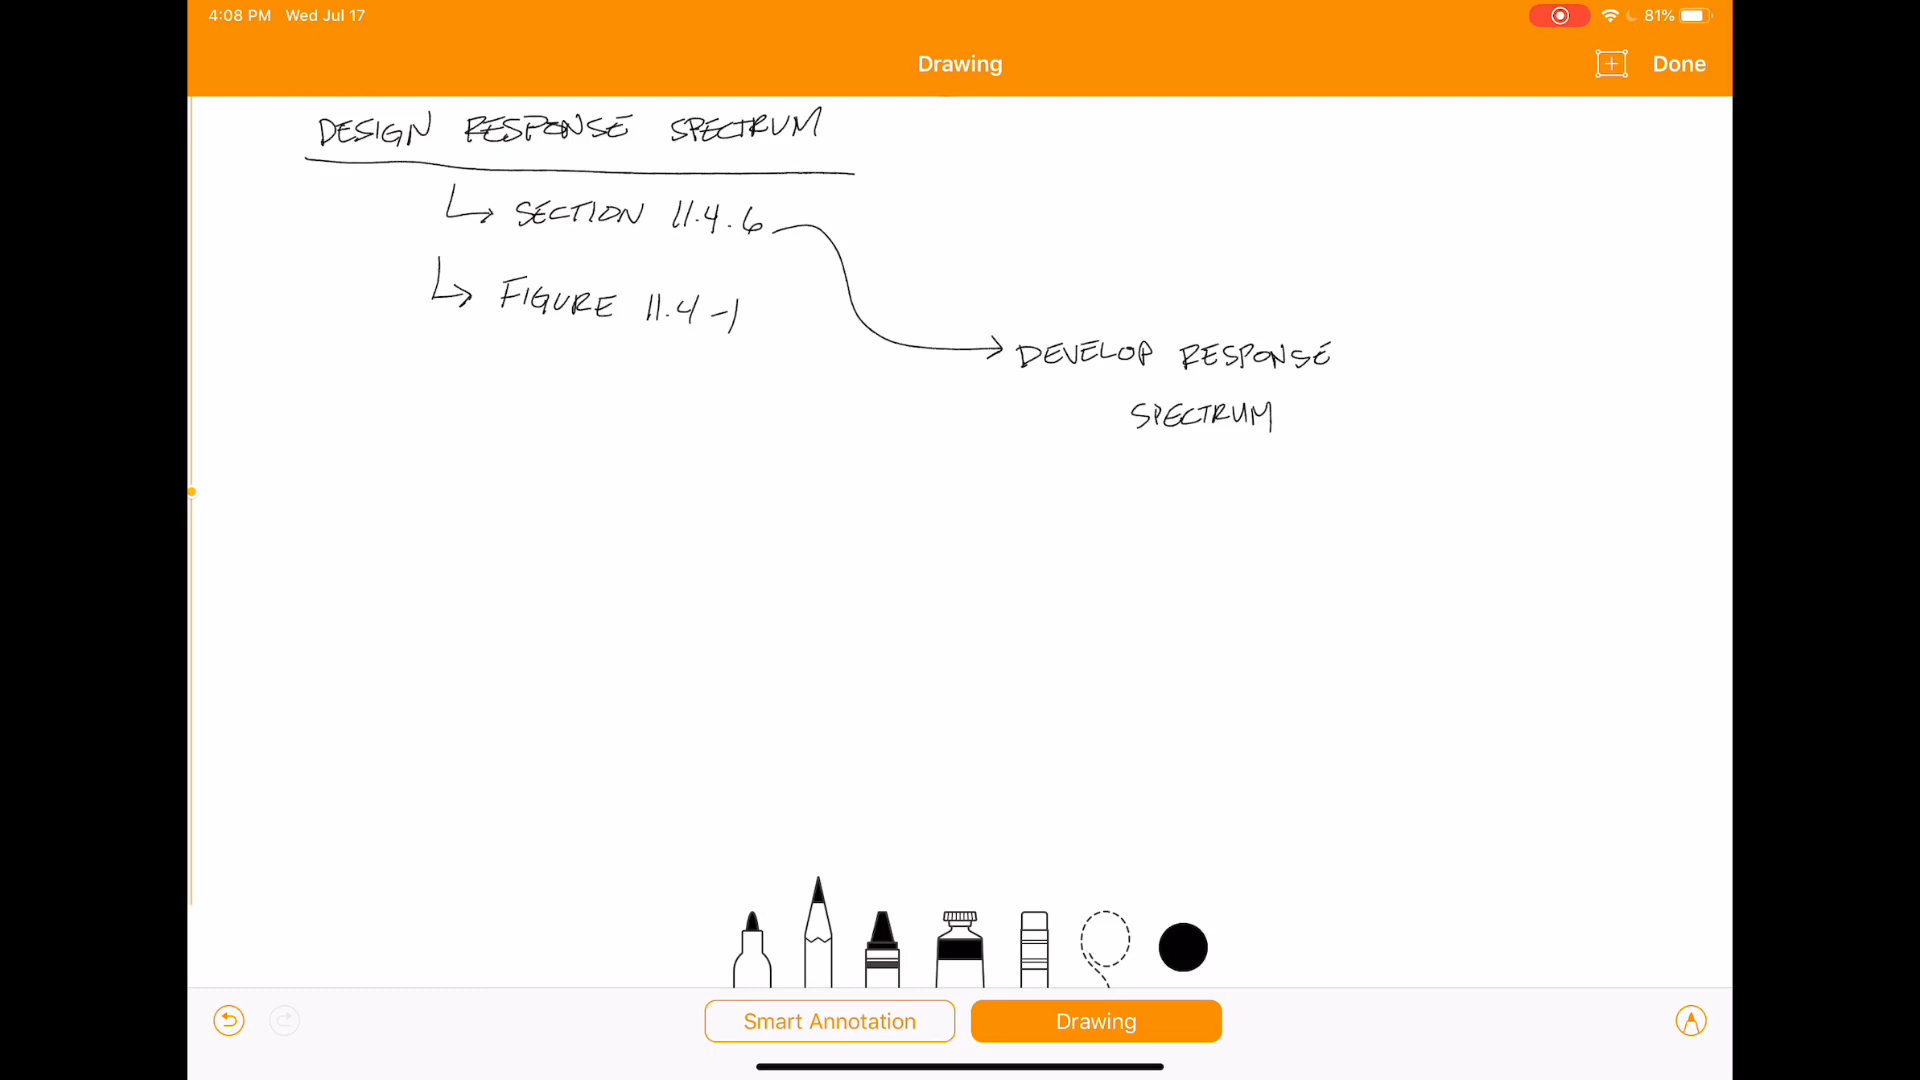 4:08 PM Wed Jul 17
81%
Drawing
Done
DESIGN RESPONSE SPECTRUM
SECTION 11.4.6
FIGURE 11.4-1
DEVELOP RESPONSE
SPECTRUM
Smart Annotation
Drawing